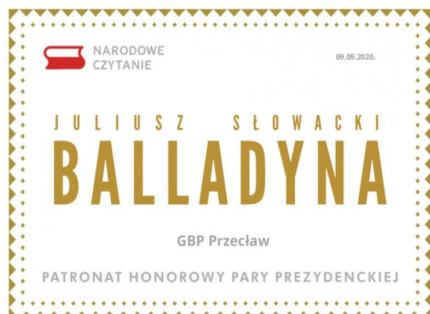 NARODOWE
CZYTANIE
09.09.2020.
JULIUSZ SŁOWACKI
BALLADYNA
GBP Przecław
PATRONAT HONOROWY PARY PREZYDENCKIEJ